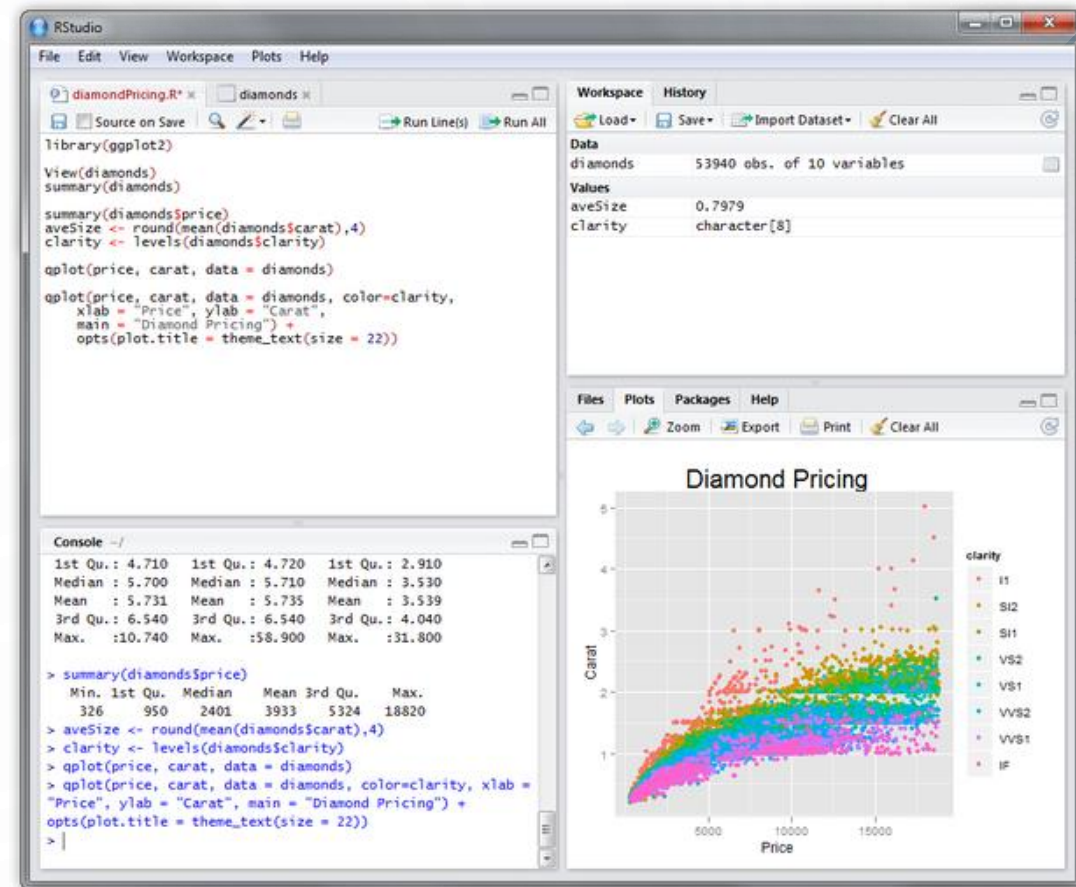 RStudio
File Edit View Workspace Plots Help
diamondPricing.R* diamonds
Source on Save Run Line(s) Run All
library(ggplot2)
View(diamonds)
summary(diamonds)
summary(diamonds$price)
aveSize <- round(mean(diamonds$carat),4)
clarity <- levels(diamonds$clarity)
qplot(price, carat, data = diamonds)
qplot(price, carat, data = diamonds, color=clarity,
xlab = "Price", ylab = "Carat",
main = "Diamond Pricing") +
opts(plot.title = theme_text(size = 22))
Console ~/
1st Qu.: 4.710 1st Qu.: 4.720 1st Qu.: 2.910
Median : 5.700 Median : 5.710 Median : 3.530
Mean : 5.731 Mean : 5.735 Mean : 3.539
3rd Qu.: 6.540 3rd Qu.: 6.540 3rd Qu.: 4.040
Max. :10.740 Max. :58.900 Max. :31.800
> summary(diamonds$price)
Min. 1st Qu. Median Mean 3rd Qu. Max.
326 950 2401 3933 5324 18820
> aveSize <- round(mean(diamonds$carat),4)
> clarity <- levels(diamonds$clarity)
> qplot(price, carat, data = diamonds)
> qplot(price, carat, data = diamonds, color=clarity, xlab =
"Price", ylab = "Carat", main = "Diamond Pricing") +
opts(plot.title = theme_text(size = 22))
>
Workspace History
Load Save Import Dataset Clear All
Data
diamonds 53940 obs. of 10 variables
Values
aveSize 0.7979
clarity character[8]
Files Plots Packages Help
Zoom Export Print Clear All
Diamond Pricing
5
4
3
2
1
Carat
5000 10000 15000
Price
clarity
I1
SI2
SI1
VS2
VS1
VVS2
VVS1
IF